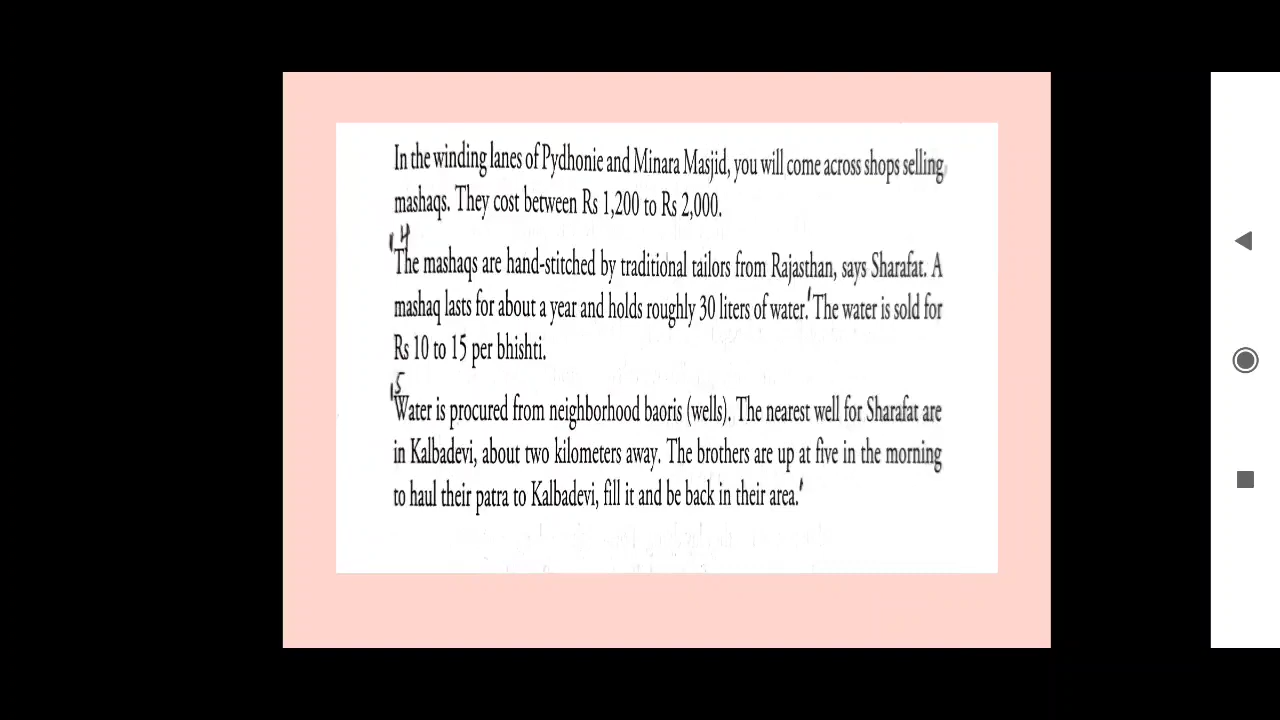 In the winding lanes of Pydhonie and Minara Masjid, you will come across shops selling
mashaqs. They cost between Rs 1,200 to Rs 2,000.
4
The mashaqs are hand-stitched by traditional tailors from Rajasthan, says Sharafat. A
mashaq lasts for about a year and holds roughly 30 liters of water.' The water is sold for
Rs 10 to 15 per bhishti.
5
Water is procured from neighborhood baoris (wells). The nearest well for Sharafat are
in Kalbadevi, about two kilometers away. The brothers are up at five in the morning
to haul their patra to Kalbadevi, fill it and be back in their area.'